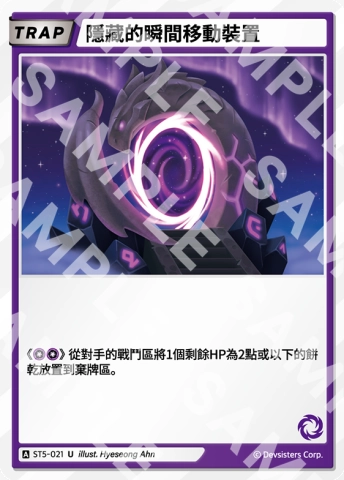 TRAP
隱藏的瞬間移動裝置
《》從對手的戰鬥區將1個剩餘HP為2點或以下的餅
乾放置到棄牌區。
A ST5-021 U illust. Hyeseong Ahn
© Devsisters Corp.
SAMPLE
SAMPLE
SAMPLE
SAMPLE
SAMPLE